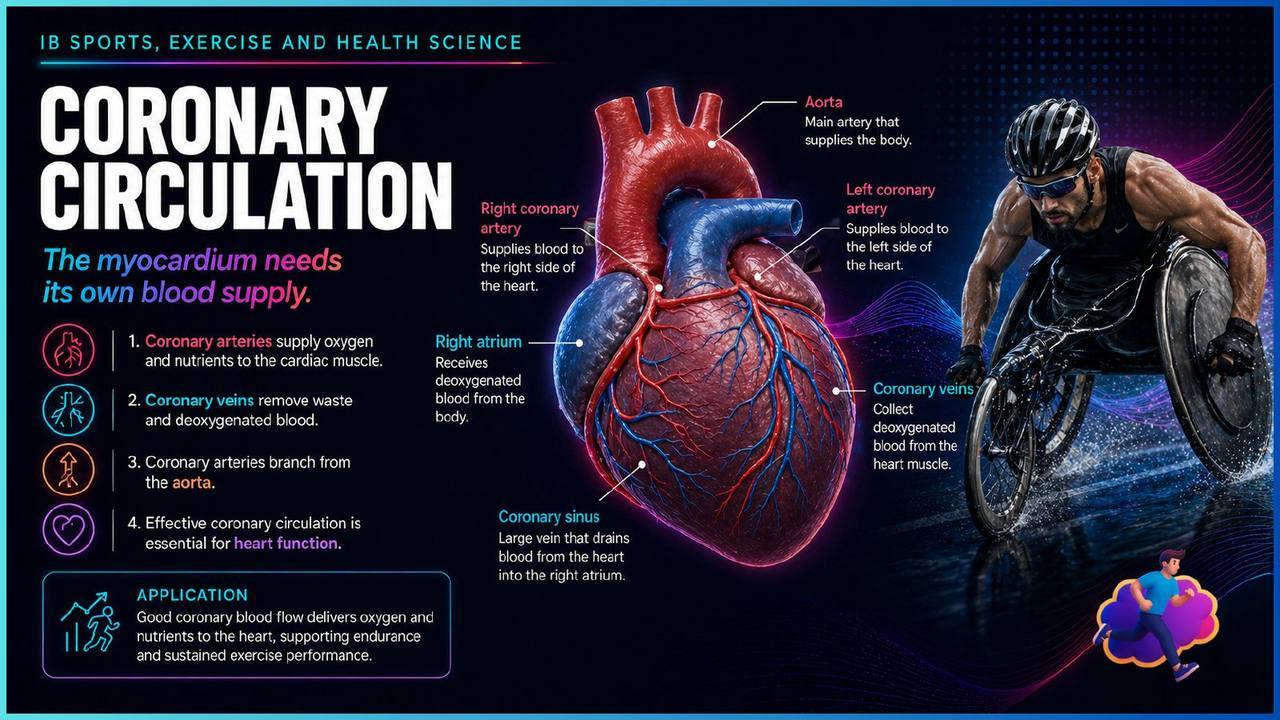 IB SPORTS, EXERCISE AND HEALTH SCIENCE
CORONARY
CIRCULATION
The myocardium needs
its own blood supply.
1. Coronary arteries supply oxygen
and nutrients to the cardiac muscle.
2. Coronary veins remove waste
and deoxygenated blood.
3. Coronary arteries branch from
the aorta.
4. Effective coronary circulation is
essential for heart function.
APPLICATION
Good coronary blood flow delivers oxygen and
nutrients to the heart, supporting endurance
and sustained exercise performance.
Aorta
Main artery that
supplies the body.
Right coronary
artery
Supplies blood to
the right side of
the heart.
Left coronary
artery
Supplies blood to
the left side of
the heart.
Right atrium
Receives
deoxygenated
blood from the
body.
Coronary veins
Collect
deoxygenated
blood from the
heart muscle.
Coronary sinus
Large vein that drains
blood from the heart
into the right atrium.